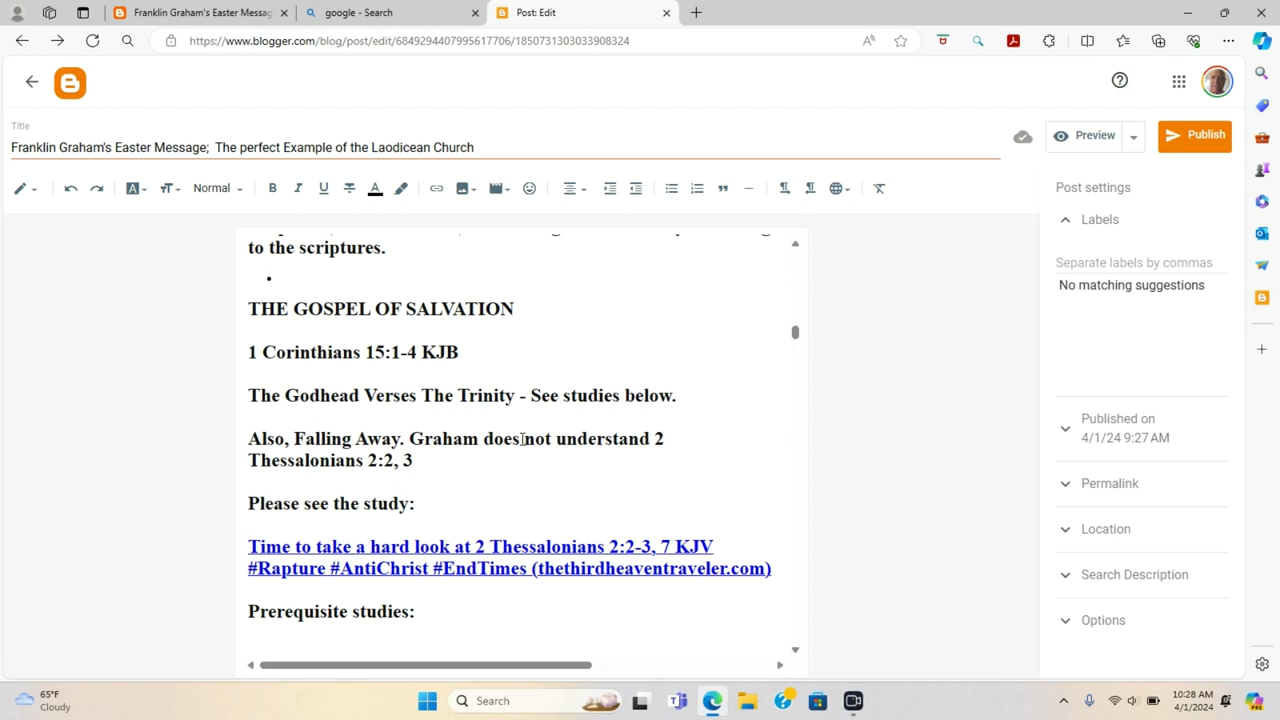 Franklin Graham's Easter Messag
google - Search
Post: Edit
https://www.blogger.com/blog/post/edit/6849294407995617706/1850731303033908324
Title
Franklin Graham's Easter Message;  The perfect Example of the Laodicean Church
Preview
Publish
Normal
Post settings
Labels
Separate labels by commas
No matching suggestions
Published on
4/1/24 9:27 AM
Permalink
Location
Search Description
Options
to the scriptures.
•
THE GOSPEL OF SALVATION
1 Corinthians 15:1-4 KJB
The Godhead Verses The Trinity - See studies below.
Also, Falling Away. Graham does not understand 2
Thessalonians 2:2, 3
Please see the study:
Time to take a hard look at 2 Thessalonians 2:2-3, 7 KJV
#Rapture #AntiChrist #EndTimes (thethirdheaventraveler.com)
Prerequisite studies:
65°F
Cloudy
Search
10:28 AM
4/1/2024